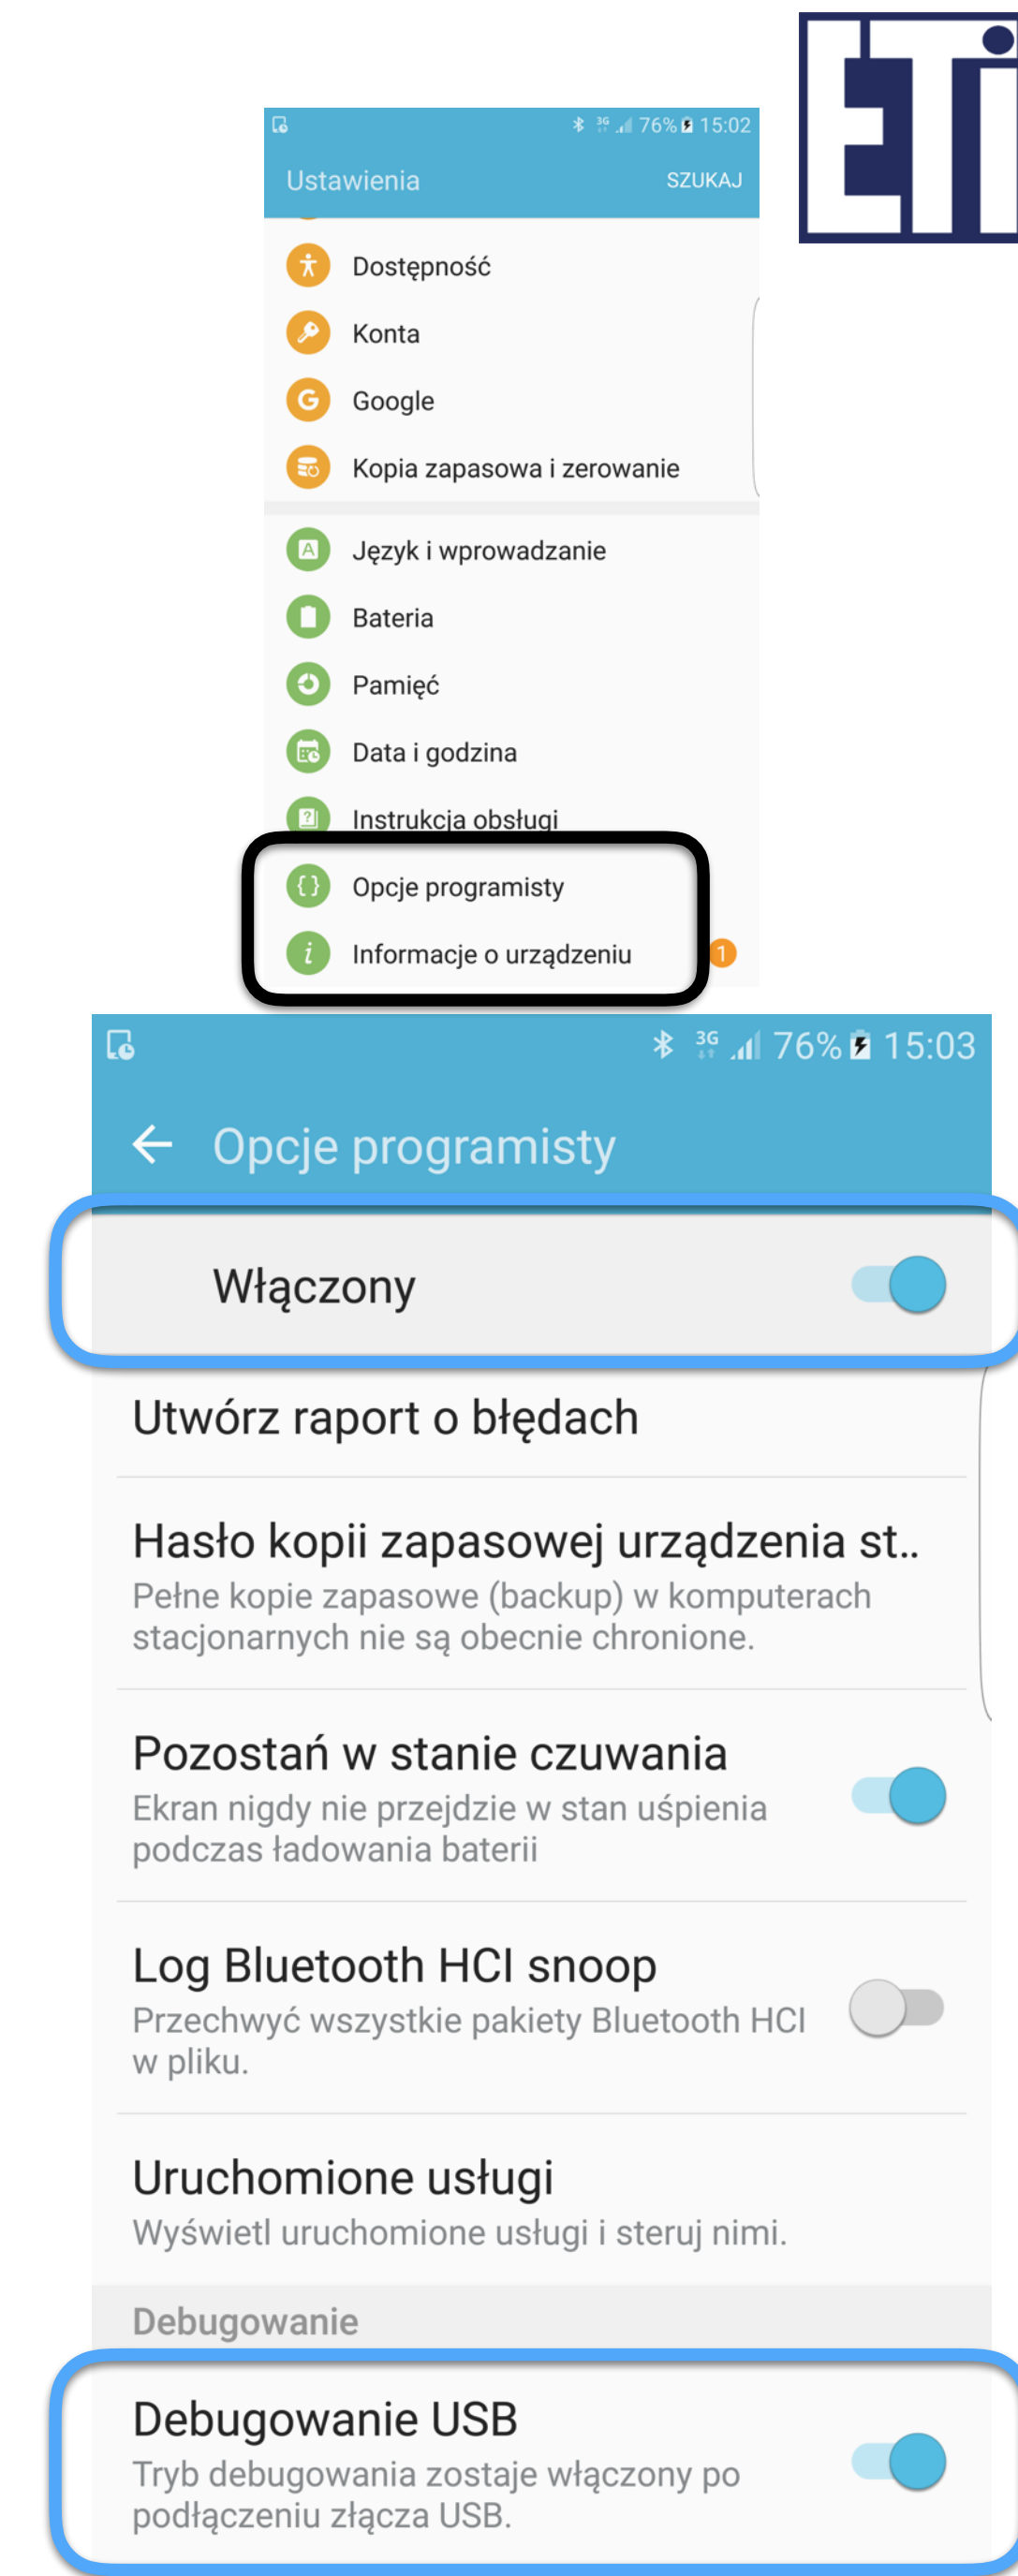 ETi
3G 76% 15:02
Ustawienia SZUKAJ
Dostępność
Konta
Google
Kopia zapasowa i zerowanie
Język i wprowadzanie
Bateria
Pamięć
Data i godzina
Instrukcja obsługi
Opcje programisty
Informacje o urządzeniu 1
3G 76% 15:03
Opcje programisty
Włączony
Utwórz raport o błędach
Hasło kopii zapasowej urządzenia st..
Pełne kopie zapasowe (backup) w komputerach
stacjonarnych nie są obecnie chronione.
Pozostań w stanie czuwania
Ekran nigdy nie przejdzie w stan uśpienia
podczas ładowania baterii
Log Bluetooth HCI snoop
Przechwyć wszystkie pakiety Bluetooth HCI
w pliku.
Uruchomione usługi
Wyświetl uruchomione usługi i steruj nimi.
Debugowanie
Debugowanie USB
Tryb debugowania zostaje włączony po
podłączeniu złącza USB.